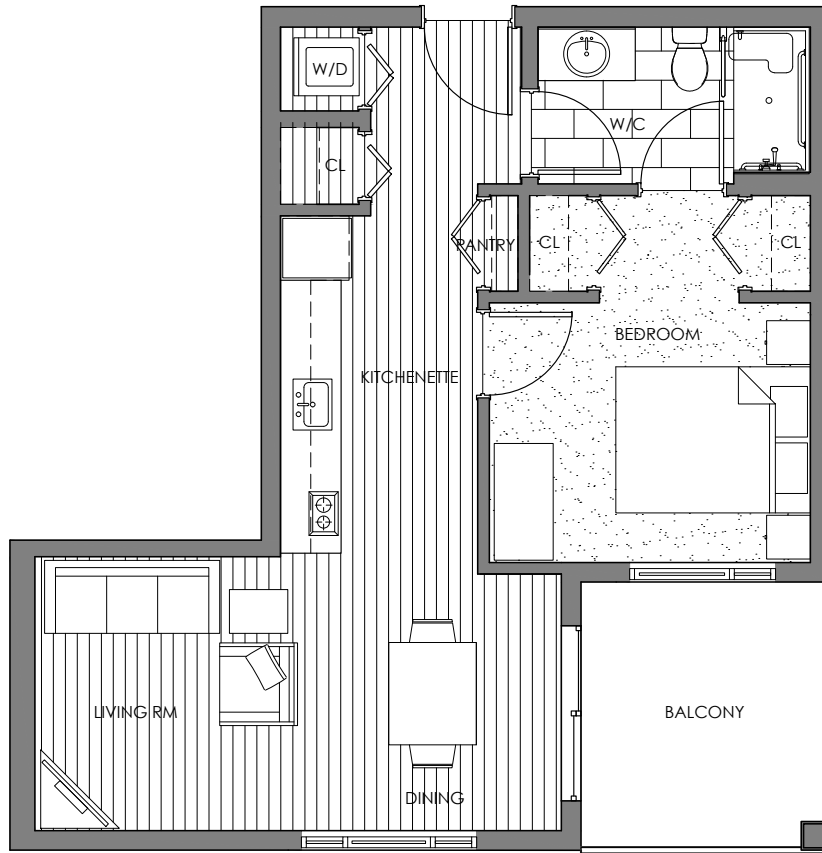 W/D
W/C
CL
PANTRY
CL
CL
BEDROOM
KITCHENETTE
LIVING RM
BALCONY
DINING